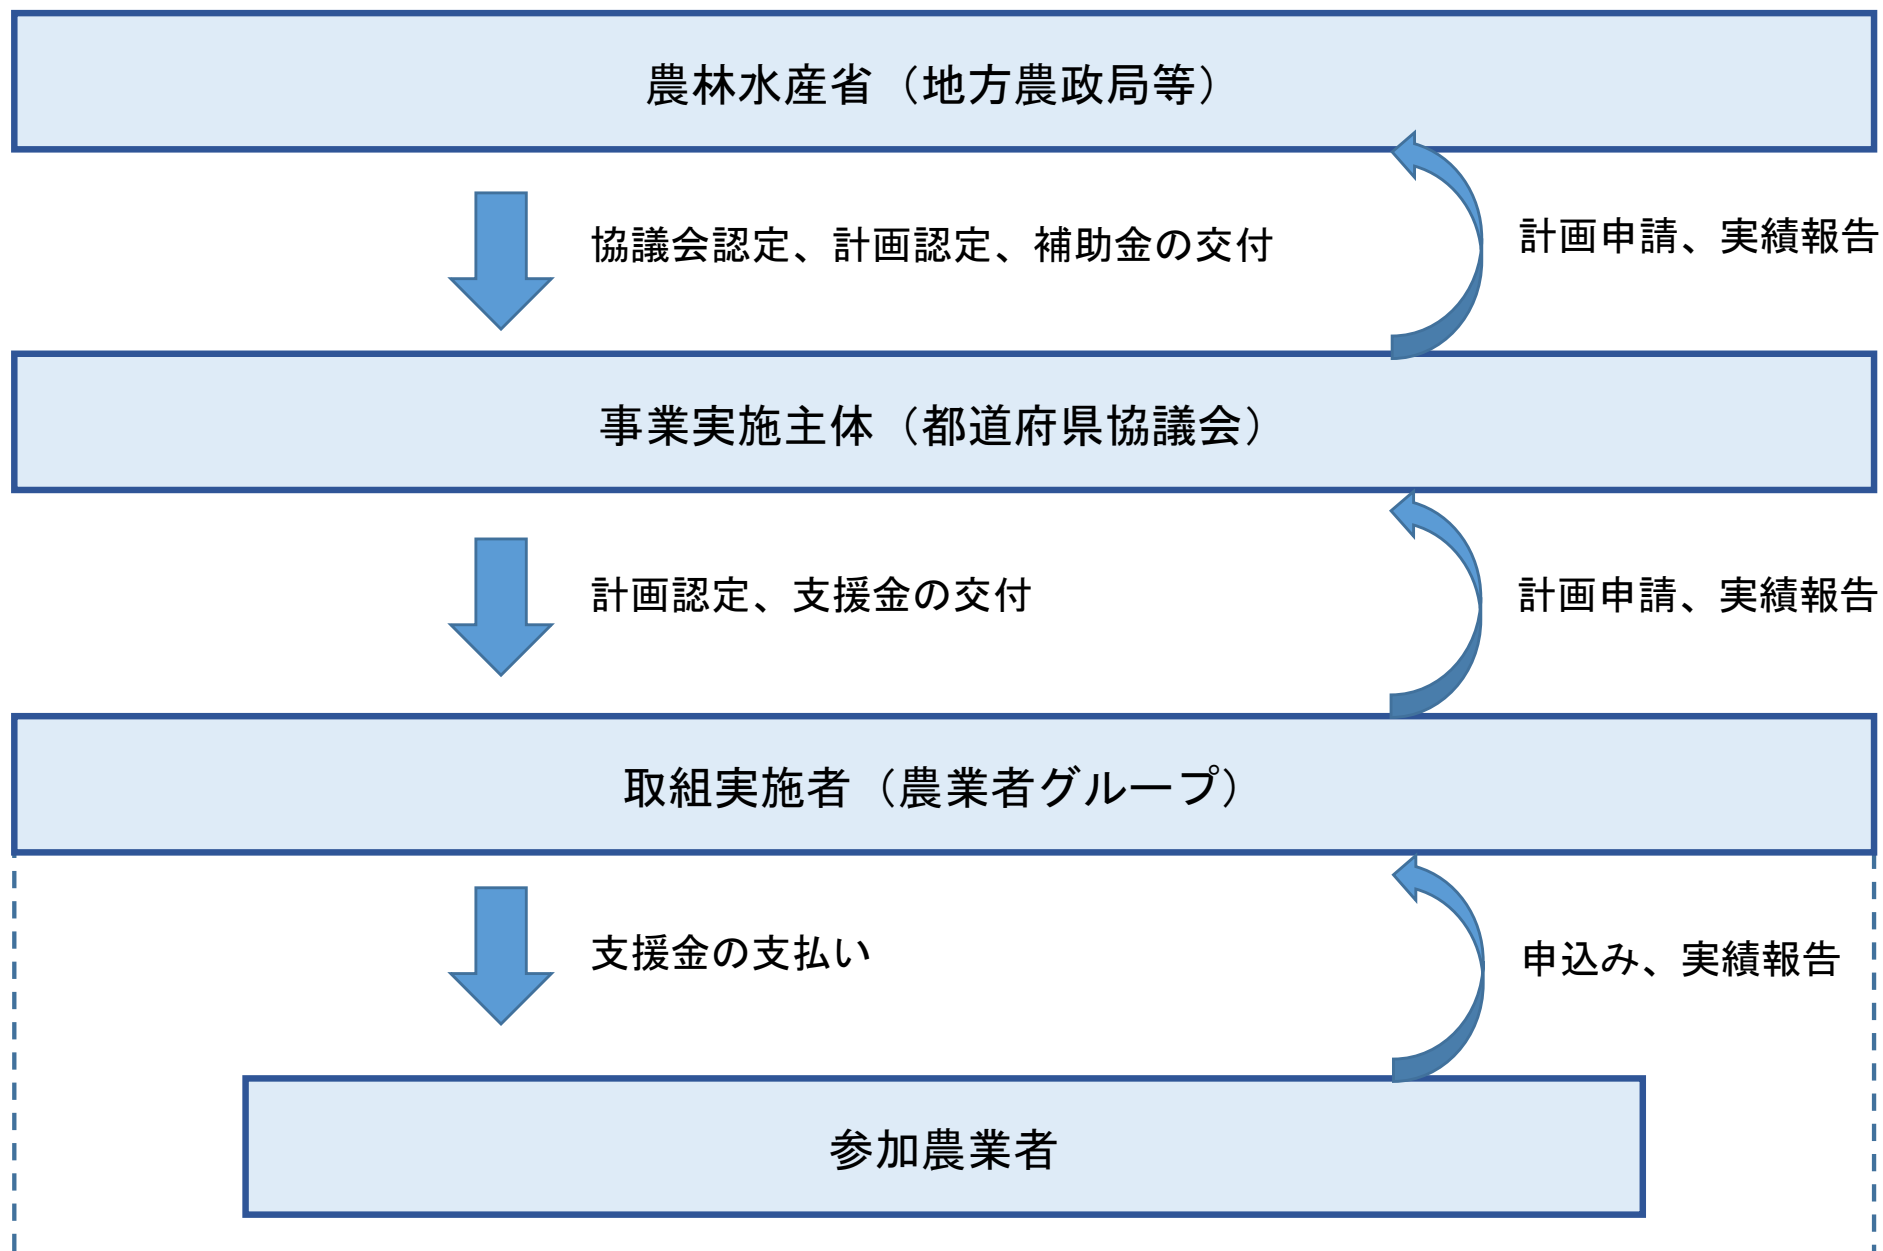 農林水産省（地方農政局等）
協議会認定、計画認定、補助金の交付
計画申請、実績報告
事業実施主体（都道府県協議会）
計画認定、支援金の交付
計画申請、実績報告
取組実施者（農業者グループ）
支援金の支払い
申込み、実績報告
参加農業者